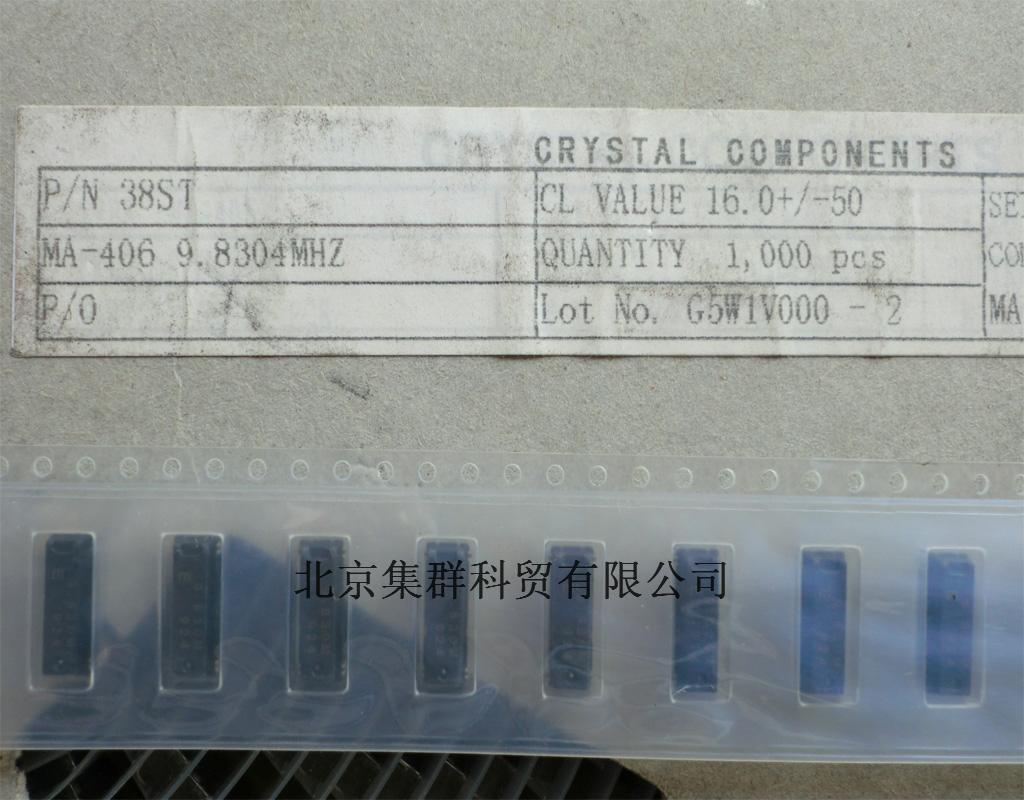 CRYSTAL COMPONENTS
P/N 38ST
CL VALUE 16.0+/-50
MA-406 9.8304MHZ
QUANTITY 1,000 pcs
P/O
Lot No. G5W1V000 - 2
MA
北京集群科贸有限公司